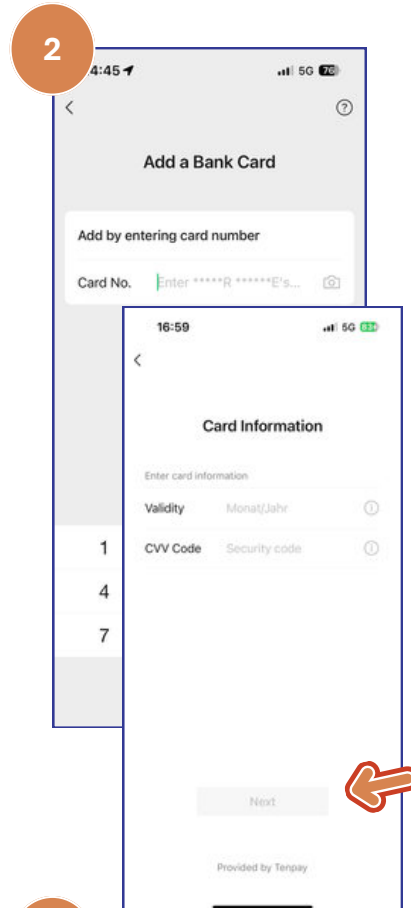 2
4:45
5G 76
Add a Bank Card
Add by entering card number
Card No. Enter *****R ******E's...
16:59
5G
Card Information
Enter card information
Validity Monat/Jahr
CVV Code Security code
1
4
7
Next
Provided by Tenpay